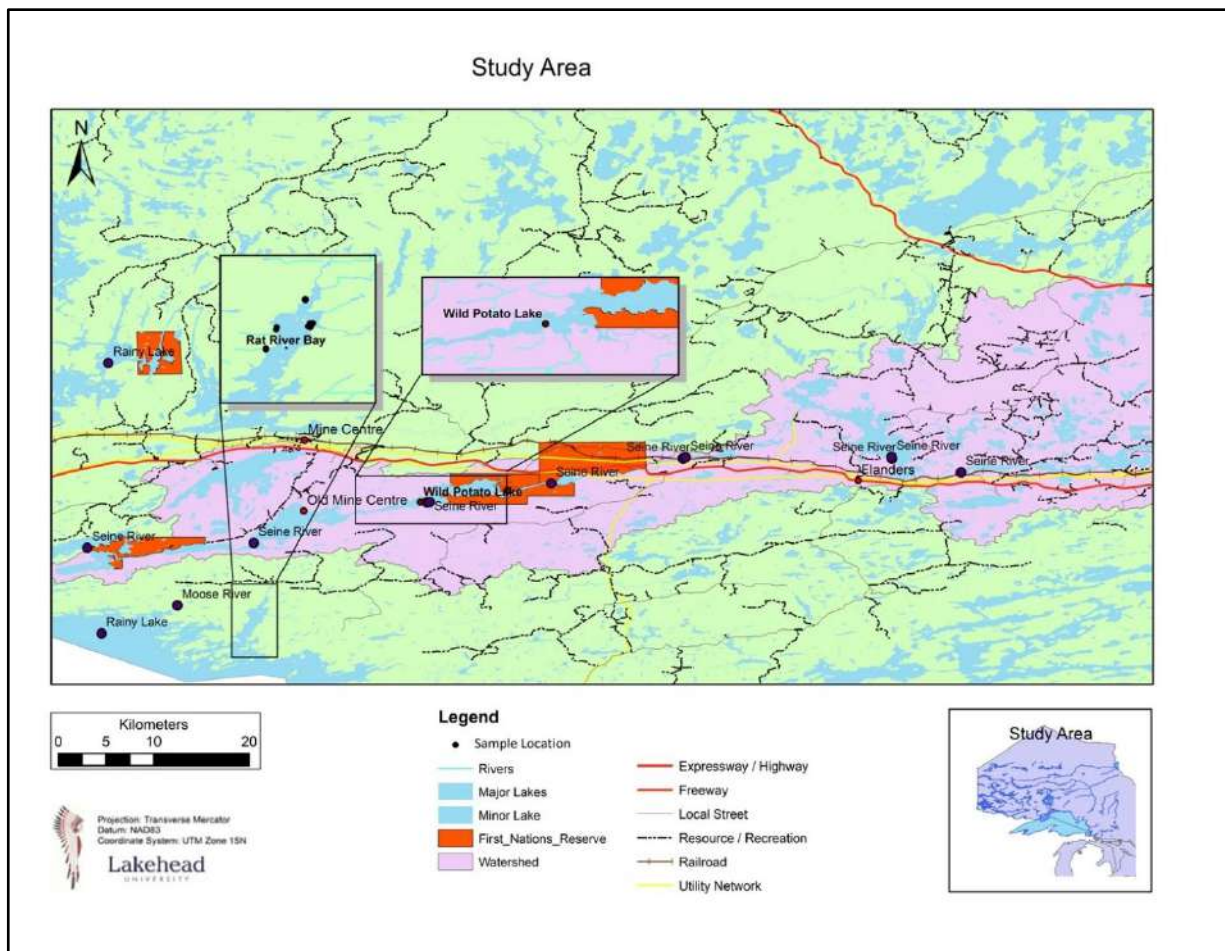 Study Area
N
Wild Potato Lake
Rat River Bay
Rainy Lake
Mine Centre
Seine River
Seine River
Seine River
Seine River
Flanders
Seine River
Seine River
Old Mine Centre
Wild Potato Lake
Seine River
Seine River
Seine River
Moose River
Rainy Lake
Kilometers
0 5 10 20
Projection: Transverse Mercator
Datum: NAD83
Coordinate System: UTM Zone 15N
Lakehead
UNIVERSITY
Legend
Sample Location
Rivers
Major Lakes
Minor Lake
First_Nations_Reserve
Watershed
Expressway / Highway
Freeway
Local Street
Resource / Recreation
Railroad
Utility Network
Study Area